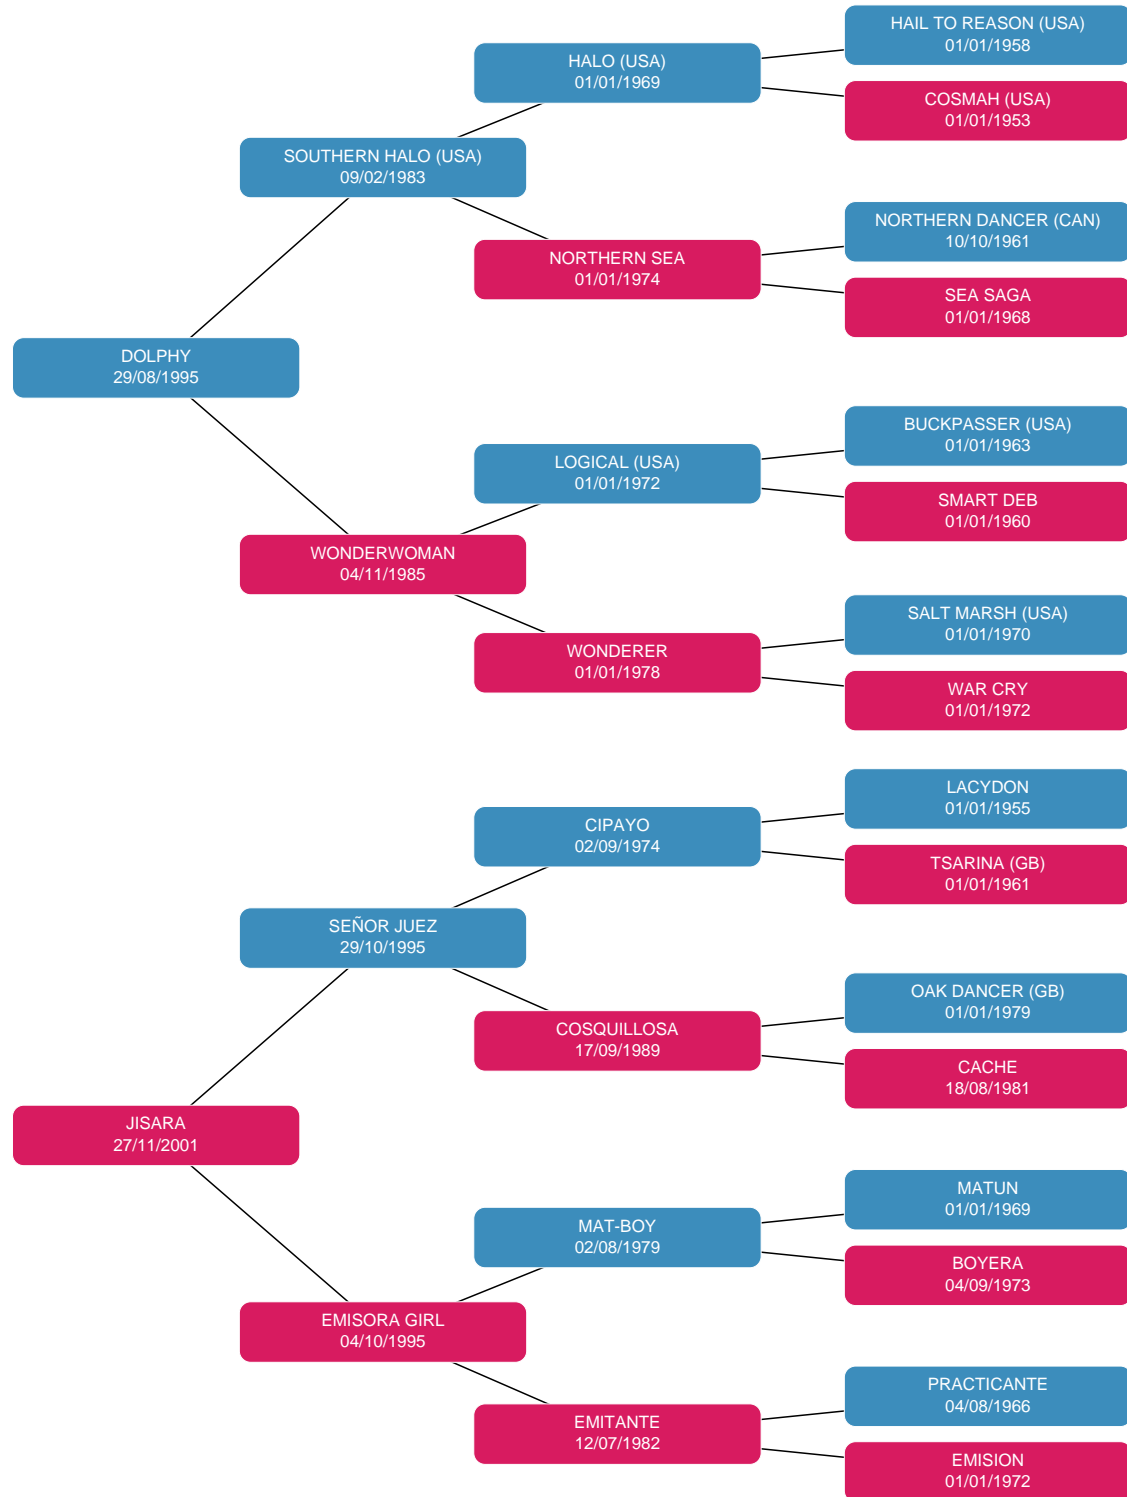 HAIL TO REASON (USA)
01/01/1958
HALO (USA)
01/01/1969
COSMAH (USA)
01/01/1953
SOUTHERN HALO (USA)
09/02/1983
NORTHERN DANCER (CAN)
10/10/1961
NORTHERN SEA
01/01/1974
SEA SAGA
01/01/1968
DOLPHY
29/08/1995
BUCKPASSER (USA)
01/01/1963
LOGICAL (USA)
01/01/1972
SMART DEB
01/01/1960
WONDERWOMAN
04/11/1985
SALT MARSH (USA)
01/01/1970
WONDERER
01/01/1978
WAR CRY
01/01/1972
LACYDON
01/01/1955
CIPAYO
02/09/1974
TSARINA (GB)
01/01/1961
SEÑOR JUEZ
29/10/1995
OAK DANCER (GB)
01/01/1979
COSQUILLOSA
17/09/1989
CACHE
18/08/1981
JISARA
27/11/2001
MATUN
01/01/1969
MAT-BOY
02/08/1979
BOYERA
04/09/1973
EMISORA GIRL
04/10/1995
PRACTICANTE
04/08/1966
EMITANTE
12/07/1982
EMISION
01/01/1972